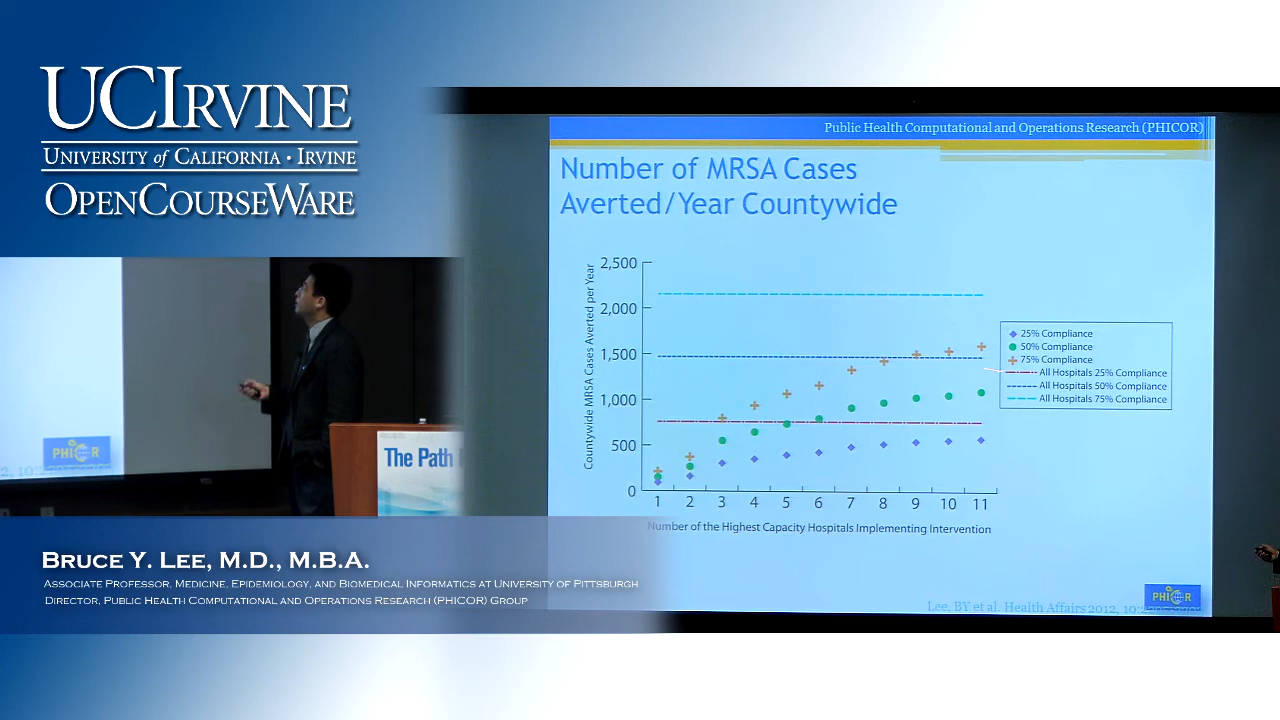 UCIRVINE
UNIVERSITY of CALIFORNIA · IRVINE
OPENCOURSEWARE
PHICOR
The Path
BRUCE Y. LEE, M.D., M.B.A.
ASSOCIATE PROFESSOR, MEDICINE, EPIDEMIOLOGY, AND BIOMEDICAL INFORMATICS AT UNIVERSITY OF PITTSBURGH
DIRECTOR, PUBLIC HEALTH COMPUTATIONAL AND OPERATIONS RESEARCH (PHICOR) GROUP
Public Health Computational and Operations Research (PHICOR)
Number of MRSA Cases
Averted/Year Countywide
Countywide MRSA Cases Averted per Year
2,500
2,000
1,500
1,000
500
0
1 2 3 4 5 6 7 8 9 10 11
Number of the Highest Capacity Hospitals Implementing Intervention
25% Compliance
50% Compliance
75% Compliance
All Hospitals 25% Compliance
All Hospitals 50% Compliance
All Hospitals 75% Compliance
PHICOR
Lee, BY et al. Health Affairs 2012, 10:2